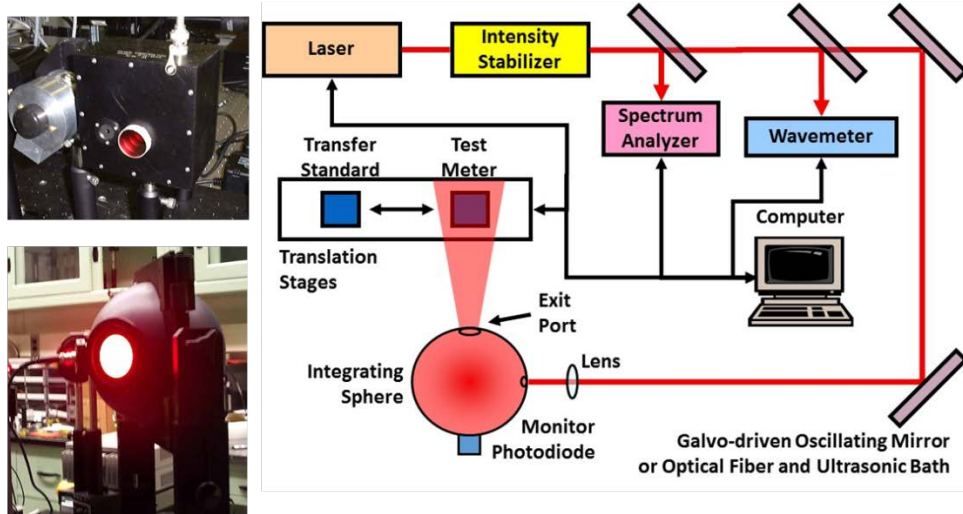 Laser
Intensity
Stabilizer
Spectrum
Analyzer
Wavemeter
Transfer
Standard
Test
Meter
Computer
Translation
Stages
Exit
Port
Integrating
Sphere
Lens
Monitor
Photodiode
Galvo-driven Oscillating Mirror
or Optical Fiber and Ultrasonic Bath